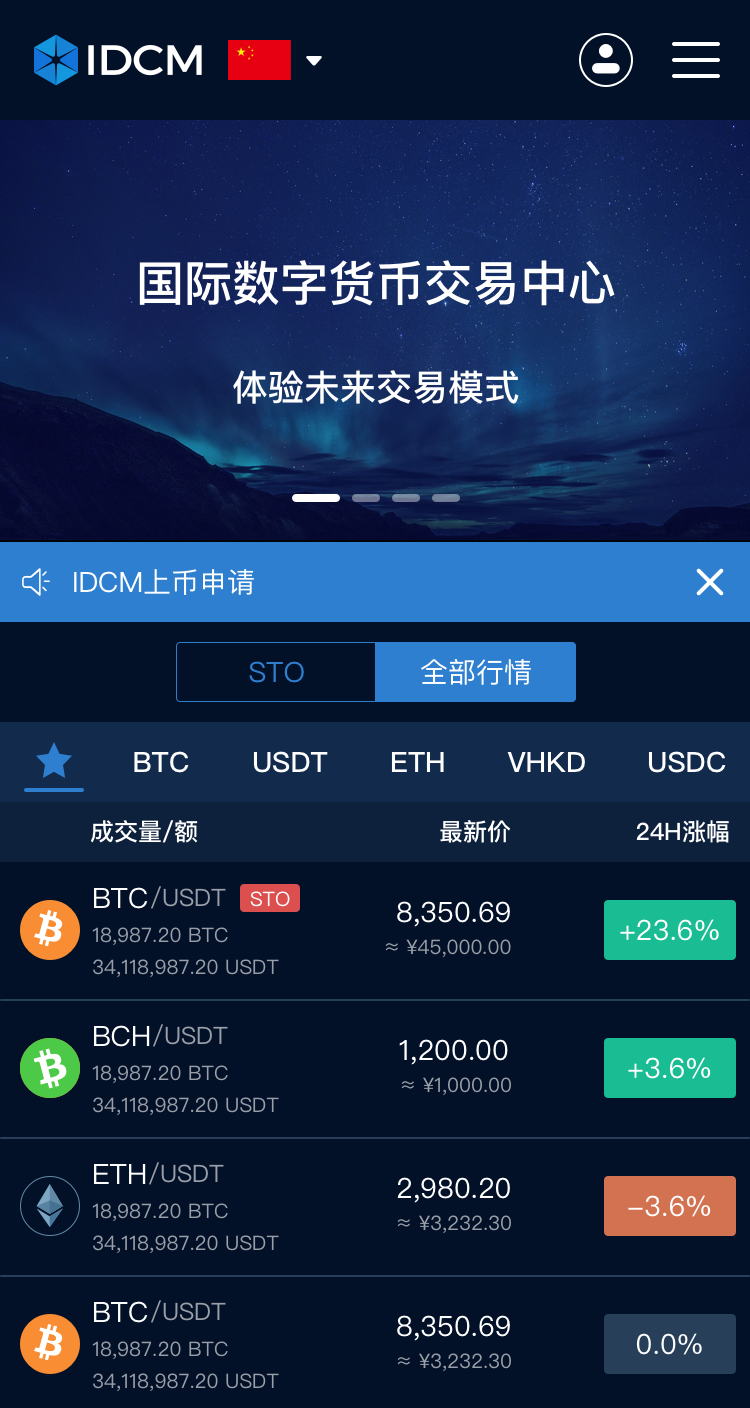 IDCM
国际数字货币交易中心
体验未来交易模式
IDCM上币申请
STO 全部行情
BTC USDT ETH VHKD USDC
成交量/额 最新价 24H涨幅
BTC/USDT STO
18,987.20 BTC
34,118,987.20 USDT
8,350.69
≈ ¥45,000.00
+23.6%
BCH/USDT
18,987.20 BTC
34,118,987.20 USDT
1,200.00
≈ ¥1,000.00
+3.6%
ETH/USDT
18,987.20 BTC
34,118,987.20 USDT
2,980.20
≈ ¥3,232.30
−3.6%
BTC/USDT
18,987.20 BTC
34,118,987.20 USDT
8,350.69
≈ ¥3,232.30
0.0%